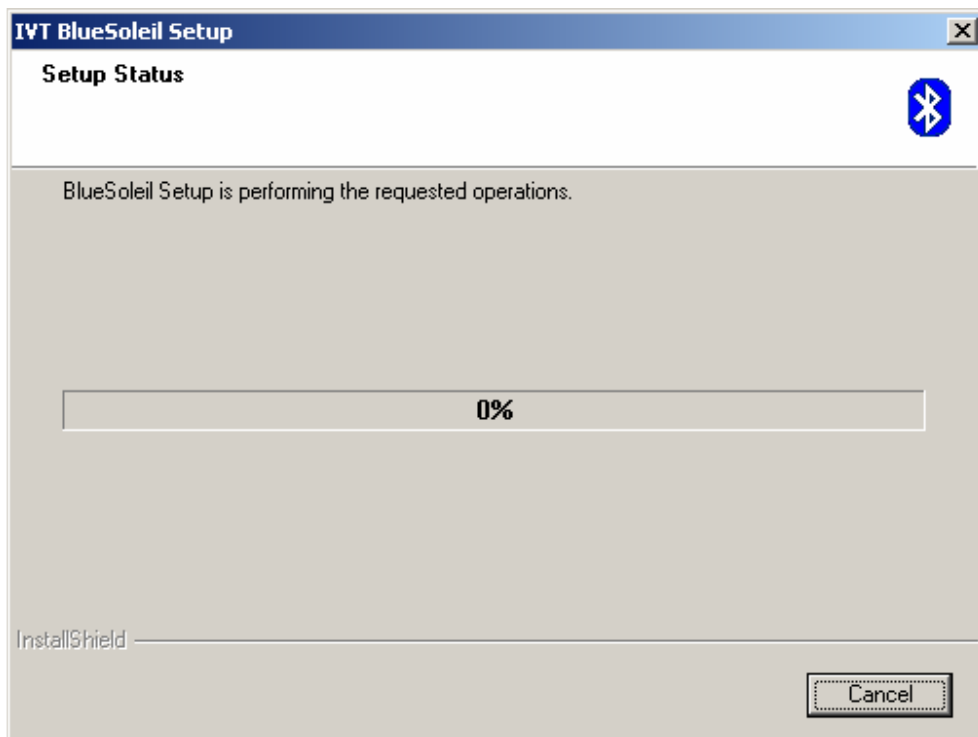 IVT BlueSoleil Setup
Setup Status
BlueSoleil Setup is performing the requested operations.
0%
InstallShield
Cancel